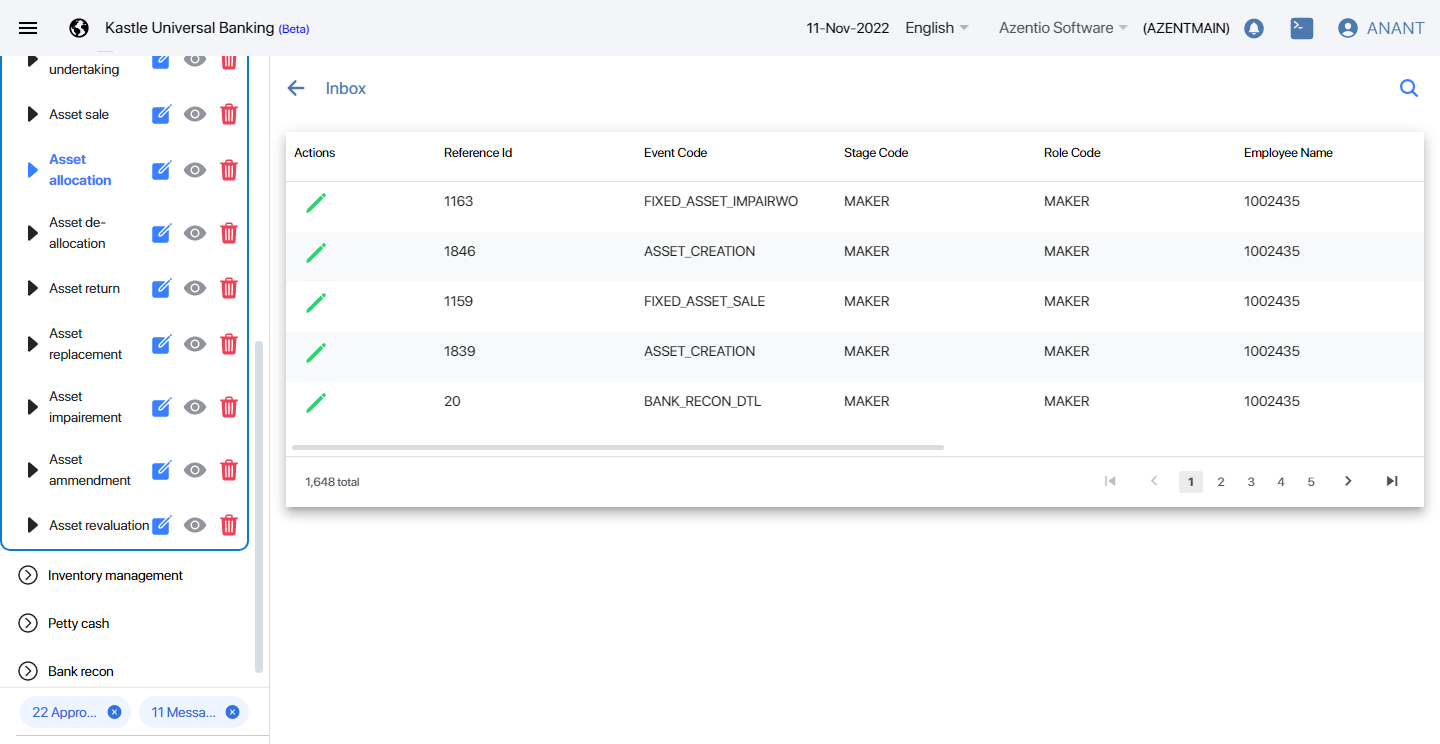 Kastle Universal Banking (Beta)
11-Nov-2022 English Azentio Software (AZENTMAIN) ANANT
undertaking
Asset sale
Asset
allocation
Asset de-
allocation
Asset return
Asset
replacement
Asset
impairement
Asset
ammendment
Asset revaluation
Inventory management
Petty cash
Bank recon
22 Appro... 11 Messa...
Inbox
Actions Reference Id Event Code Stage Code Role Code Employee Name
1163 FIXED_ASSET_IMPAIRWO MAKER MAKER 1002435
1846 ASSET_CREATION MAKER MAKER 1002435
1159 FIXED_ASSET_SALE MAKER MAKER 1002435
1839 ASSET_CREATION MAKER MAKER 1002435
20 BANK_RECON_DTL MAKER MAKER 1002435
1,648 total 1 2 3 4 5